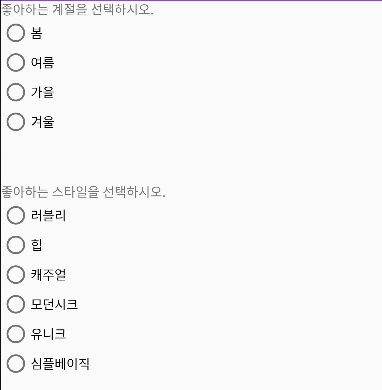 좋아하는 계절을 선택하시오.
봄
여름
가을
겨울
좋아하는 스타일을 선택하시오.
러블리
힙
캐주얼
모던시크
유니크
심플베이직